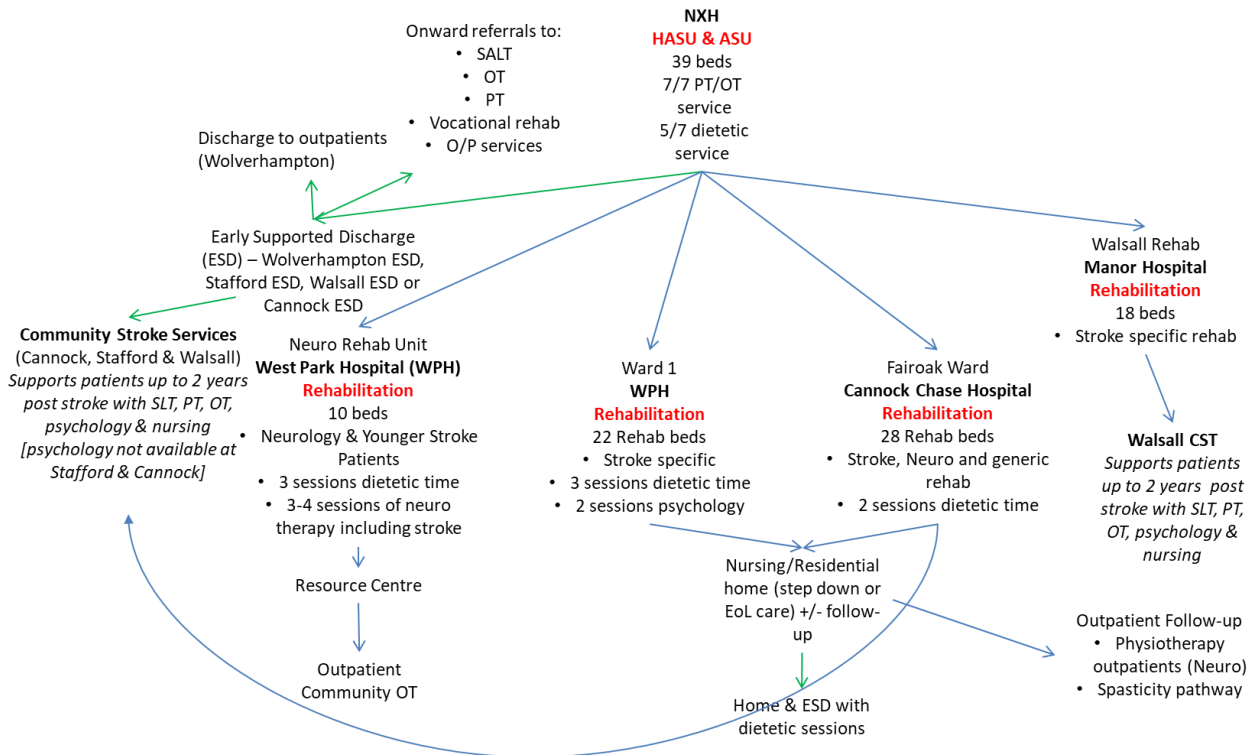 NXH
HASU & ASU
39 beds
7/7 PT/OT
service
5/7 dietetic
service
Onward referrals to:
• SALT
• OT
• PT
• Vocational rehab
• O/P services
Discharge to outpatients
(Wolverhampton)
Early Supported Discharge
(ESD) – Wolverhampton ESD,
Stafford ESD, Walsall ESD or
Cannock ESD
Community Stroke Services
(Cannock, Stafford & Walsall)
Supports patients up to 2 years
post stroke with SLT, PT, OT,
psychology & nursing
[psychology not available at
Stafford & Cannock]
Neuro Rehab Unit
West Park Hospital (WPH)
Rehabilitation
10 beds
• Neurology & Younger Stroke
Patients
• 3 sessions dietetic time
• 3-4 sessions of neuro
therapy including stroke
Resource Centre
Outpatient
Community OT
Ward 1
WPH
Rehabilitation
22 Rehab beds
• Stroke specific
• 3 sessions dietetic time
• 2 sessions psychology
Fairoak Ward
Cannock Chase Hospital
Rehabilitation
28 Rehab beds
• Stroke, Neuro and generic
rehab
• 2 sessions dietetic time
Nursing/Residential
home (step down or
EoL care) +/- follow-
up
Home & ESD with
dietetic sessions
Walsall Rehab
Manor Hospital
Rehabilitation
18 beds
• Stroke specific rehab
Walsall CST
Supports patients
up to 2 years post
stroke with SLT, PT,
OT, psychology &
nursing
Outpatient Follow-up
• Physiotherapy
outpatients (Neuro)
• Spasticity pathway